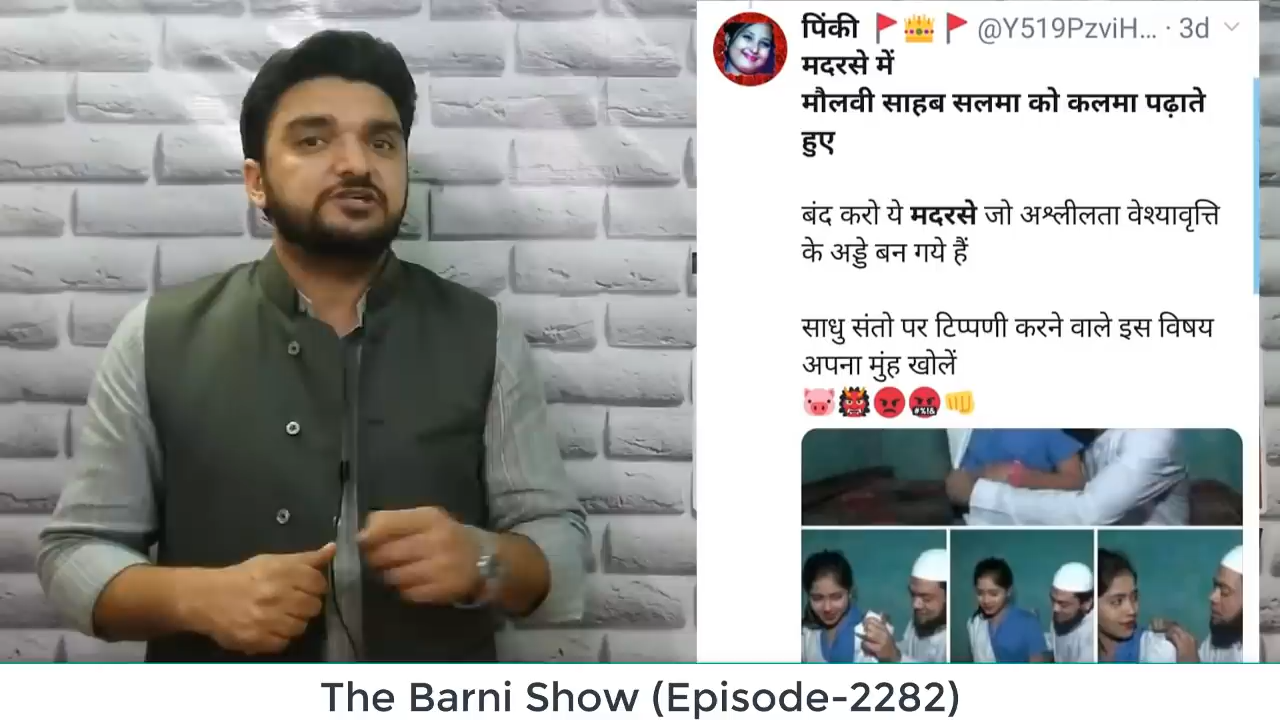 पिंकी 🚩👑🚩 @Y519PzviH... · 3d
मदरसे में
मौलवी साहब सलमा को कलमा पढ़ाते
हुए
बंद करो ये मदरसे जो अश्लीलता वेश्यावृत्ति
के अड्डे बन गये हैं
साधु संतो पर टिप्पणी करने वाले इस विषय
अपना मुंह खोलें
🐷👹😡🤬👊
The Barni Show (Episode-2282)